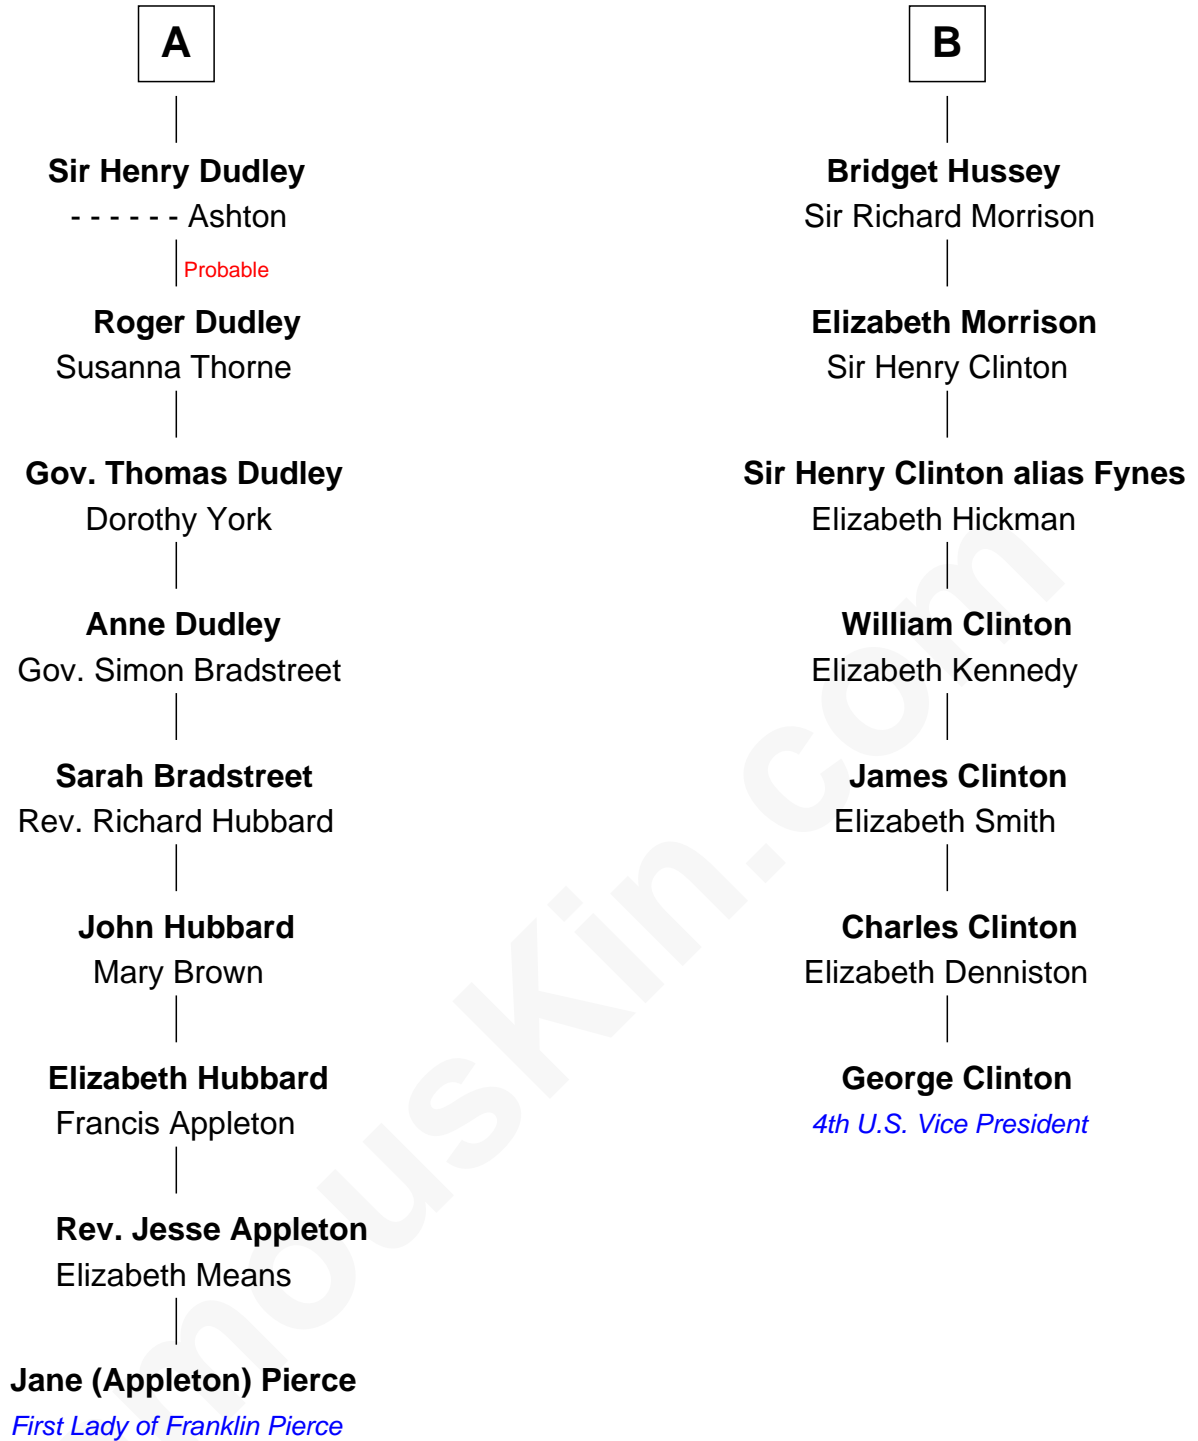 A
Sir Henry Dudley
- - - - - - Ashton
Probable
Roger Dudley
Susanna Thorne
Gov. Thomas Dudley
Dorothy York
Anne Dudley
Gov. Simon Bradstreet
Sarah Bradstreet
Rev. Richard Hubbard
John Hubbard
Mary Brown
Elizabeth Hubbard
Francis Appleton
Rev. Jesse Appleton
Elizabeth Means
Jane (Appleton) Pierce
First Lady of Franklin Pierce
B
Bridget Hussey
Sir Richard Morrison
Elizabeth Morrison
Sir Henry Clinton
Sir Henry Clinton alias Fynes
Elizabeth Hickman
William Clinton
Elizabeth Kennedy
James Clinton
Elizabeth Smith
Charles Clinton
Elizabeth Denniston
George Clinton
4th U.S. Vice President
mousKin.com